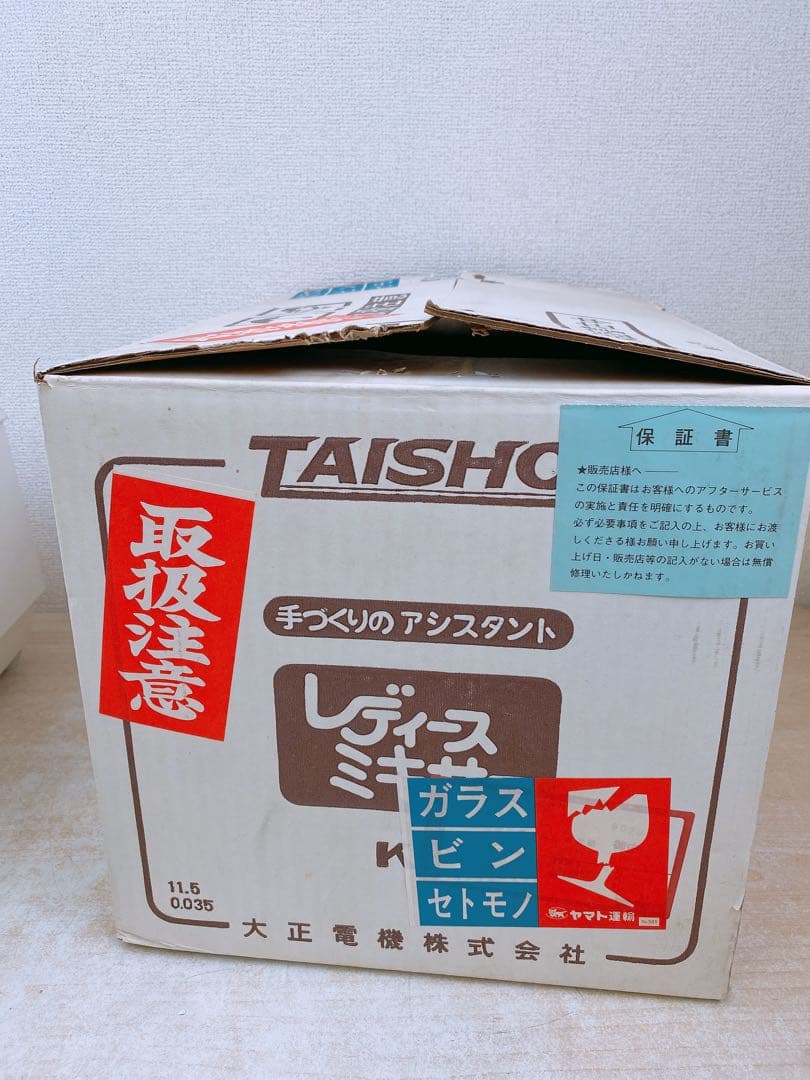 TAISHO
保証書
★販売店様へ――
この保証書はお客様へのアフターサービス
の実施と責任を明確にするものです。
必ず必要事項をご記入の上、お客様にお渡
しくださる様お願い申し上げます。お買い
上げ日・販売店等の記入がない場合は無償
修理いたしかねます。
取扱注意
手づくりのアシスタント
レディース
ミキサー
ガラス
ビン
セトモノ
ヤマト運輸
K
11.5
0.035
大正電機株式会社